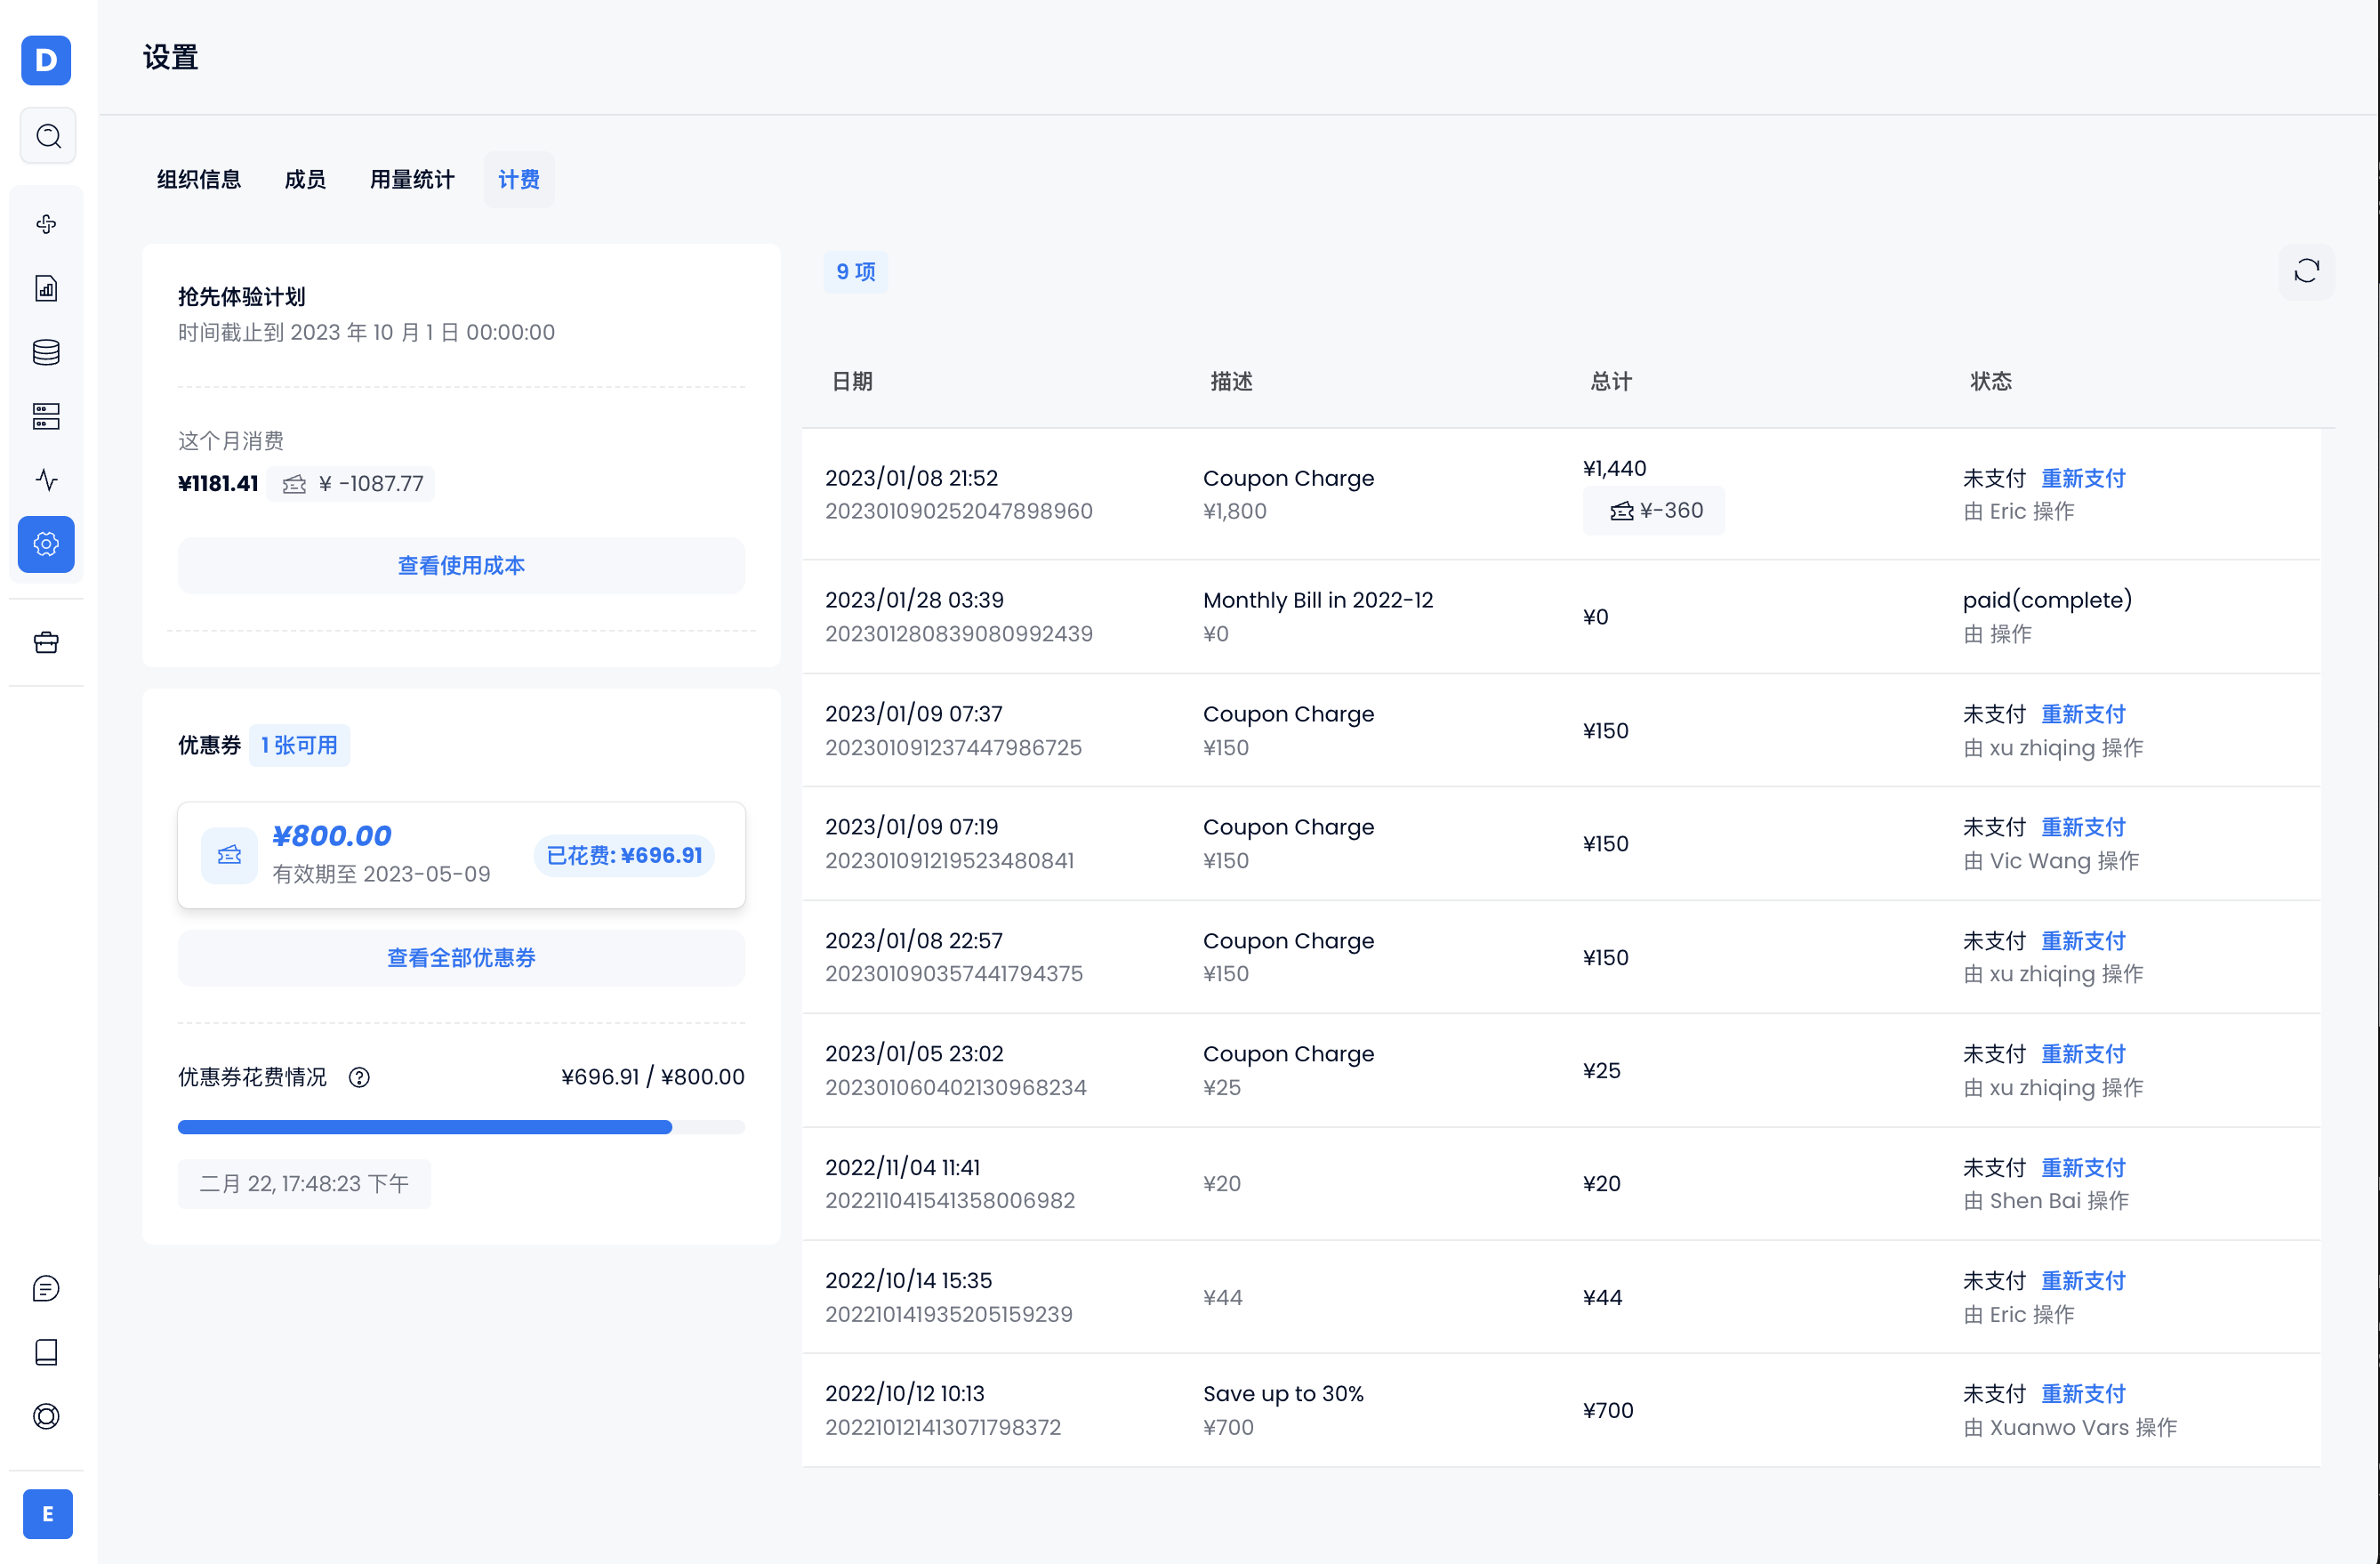 D
设置
组织信息 成员 用量统计 计费
抢先体验计划
时间截止到 2023 年 10 月 1 日 00:00:00
这个月消费
¥1181.41 ¥ -1087.77
查看使用成本
优惠券 1 张可用
¥800.00
有效期至 2023-05-09
已花费: ¥696.91
查看全部优惠券
优惠券花费情况 ? ¥696.91 / ¥800.00
二月 22, 17:48:23 下午
9 项
日期 描述 总计 状态
2023/01/08 21:52 Coupon Charge ¥1,440 未支付 重新支付
202301090252047898960 ¥1,800 ¥-360 由 Eric 操作
2023/01/28 03:39 Monthly Bill in 2022-12 ¥0 paid(complete)
202301280839080992439 ¥0 由 操作
2023/01/09 07:37 Coupon Charge ¥150 未支付 重新支付
202301091237447986725 ¥150 由 xu zhiqing 操作
2023/01/09 07:19 Coupon Charge ¥150 未支付 重新支付
202301091219523480841 ¥150 由 Vic Wang 操作
2023/01/08 22:57 Coupon Charge ¥150 未支付 重新支付
202301090357441794375 ¥150 由 xu zhiqing 操作
2023/01/05 23:02 Coupon Charge ¥25 未支付 重新支付
202301060402130968234 ¥25 由 xu zhiqing 操作
2022/11/04 11:41 ¥20 ¥20 未支付 重新支付
202211041541358006982 由 Shen Bai 操作
2022/10/14 15:35 ¥44 ¥44 未支付 重新支付
202210141935205159239 由 Eric 操作
2022/10/12 10:13 Save up to 30% ¥700 未支付 重新支付
202210121413071798372 ¥700 由 Xuanwo Vars 操作
E